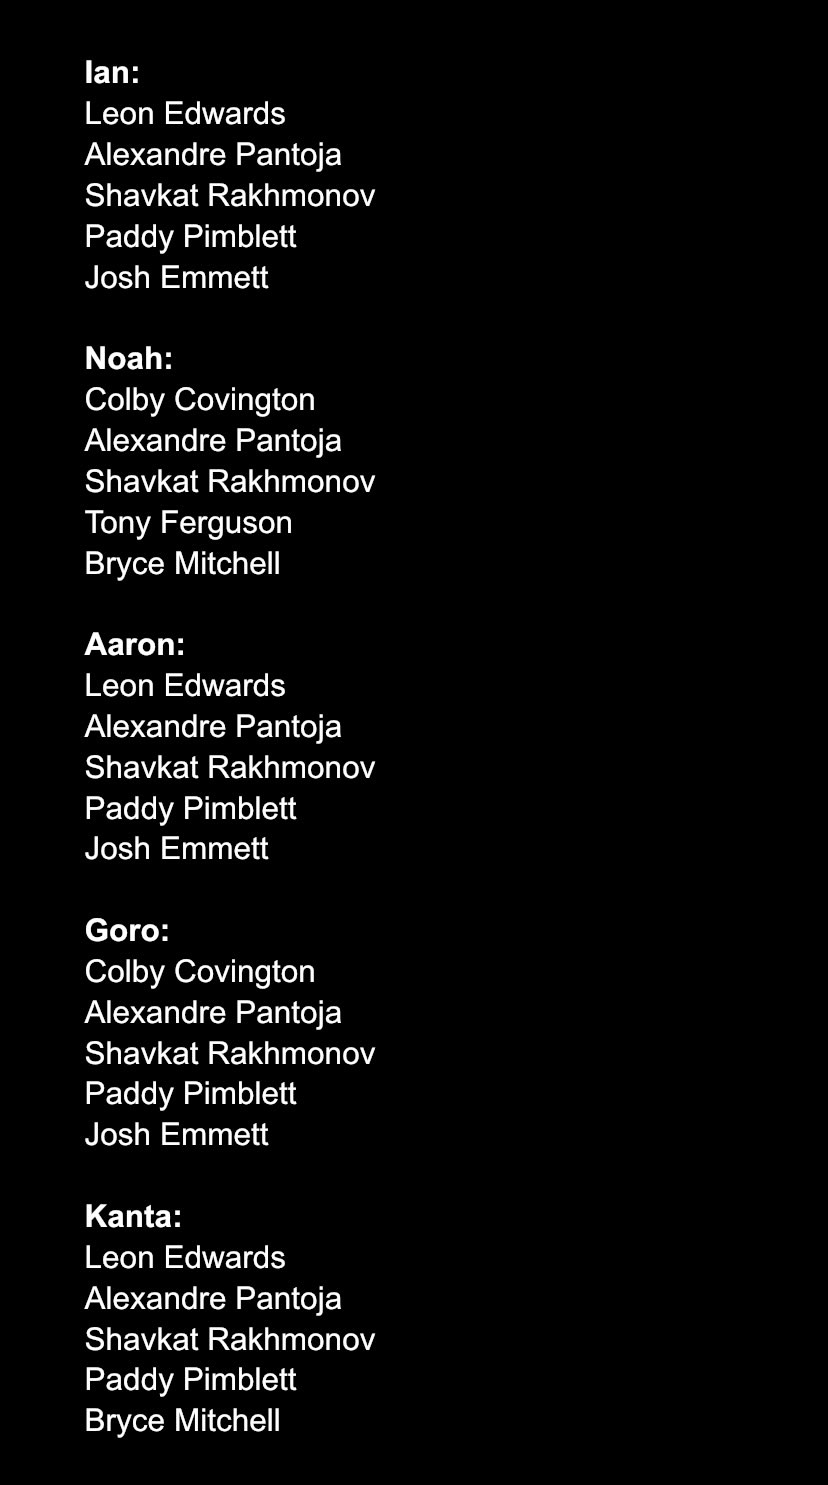 Ian:
Leon Edwards
Alexandre Pantoja
Shavkat Rakhmonov
Paddy Pimblett
Josh Emmett
Noah:
Colby Covington
Alexandre Pantoja
Shavkat Rakhmonov
Tony Ferguson
Bryce Mitchell
Aaron:
Leon Edwards
Alexandre Pantoja
Shavkat Rakhmonov
Paddy Pimblett
Josh Emmett
Goro:
Colby Covington
Alexandre Pantoja
Shavkat Rakhmonov
Paddy Pimblett
Josh Emmett
Kanta:
Leon Edwards
Alexandre Pantoja
Shavkat Rakhmonov
Paddy Pimblett
Bryce Mitchell